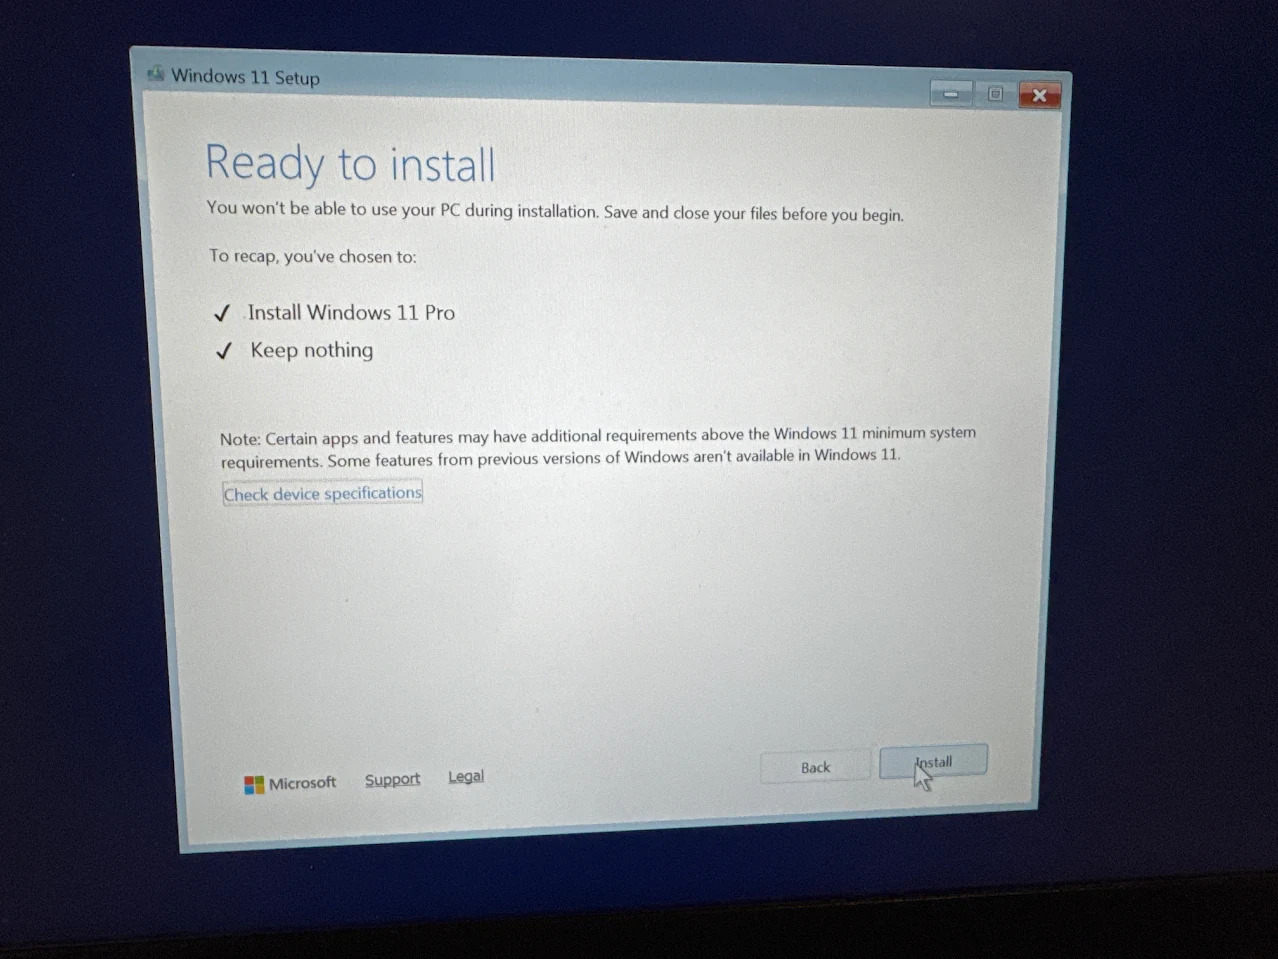 Windows 11 Setup
Ready to install
You won't be able to use your PC during installation. Save and close your files before you begin.
To recap, you've chosen to:
✓ Install Windows 11 Pro
✓ Keep nothing
Note: Certain apps and features may have additional requirements above the Windows 11 minimum system
requirements. Some features from previous versions of Windows aren't available in Windows 11.
Check device specifications
Microsoft Support Legal Back Install